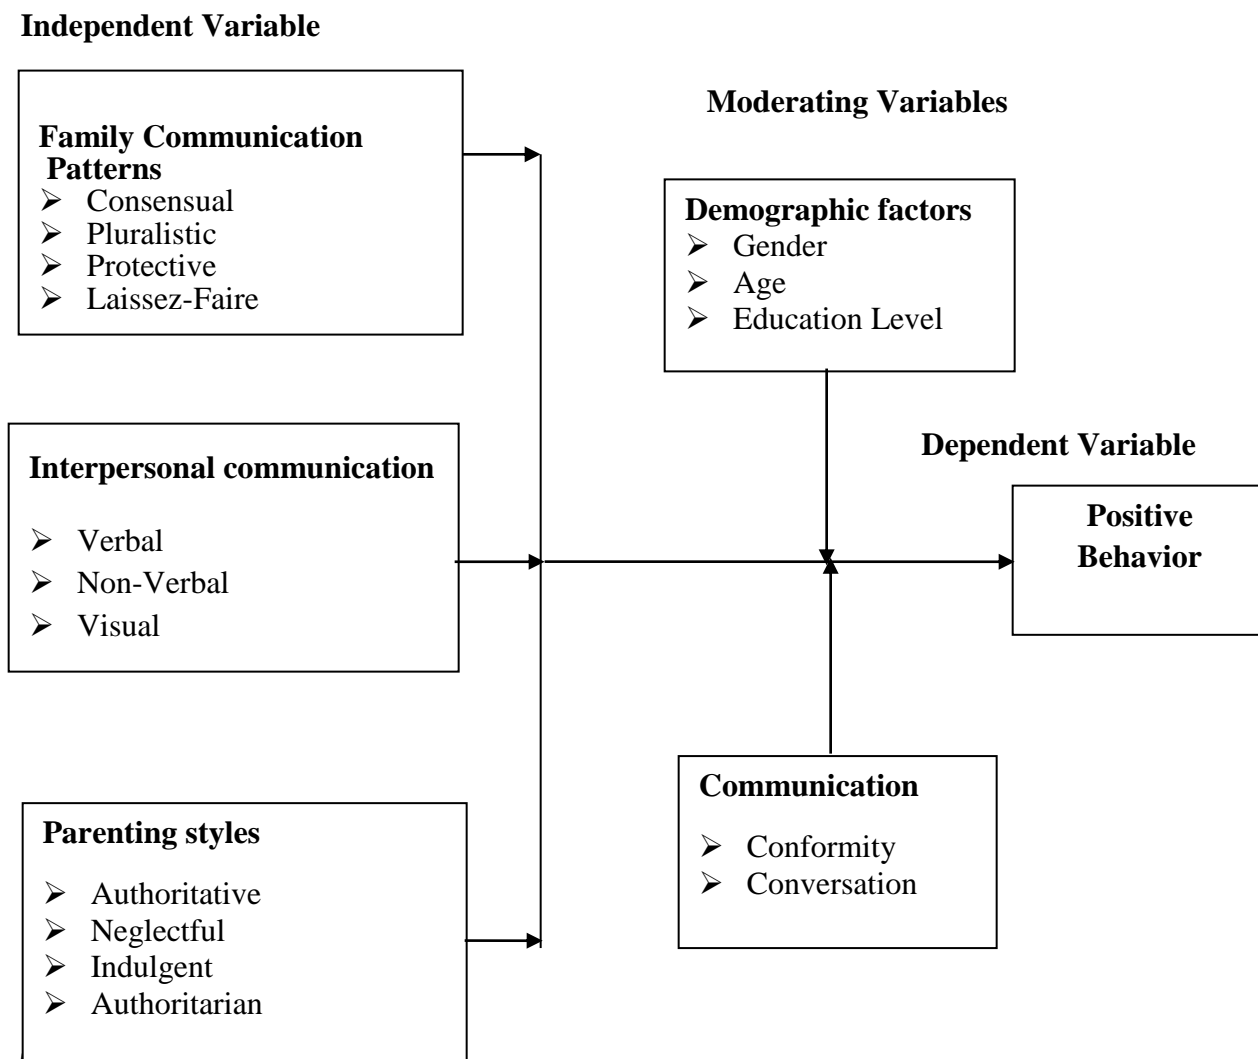 Independent Variable
Family Communication
Patterns
➢ Consensual
➢ Pluralistic
➢ Protective
➢ Laissez-Faire
Interpersonal communication
➢ Verbal
➢ Non-Verbal
➢ Visual
Parenting styles
➢ Authoritative
➢ Neglectful
➢ Indulgent
➢ Authoritarian
Moderating Variables
Demographic factors
➢ Gender
➢ Age
➢ Education Level
Communication
➢ Conformity
➢ Conversation
Dependent Variable
Positive
Behavior